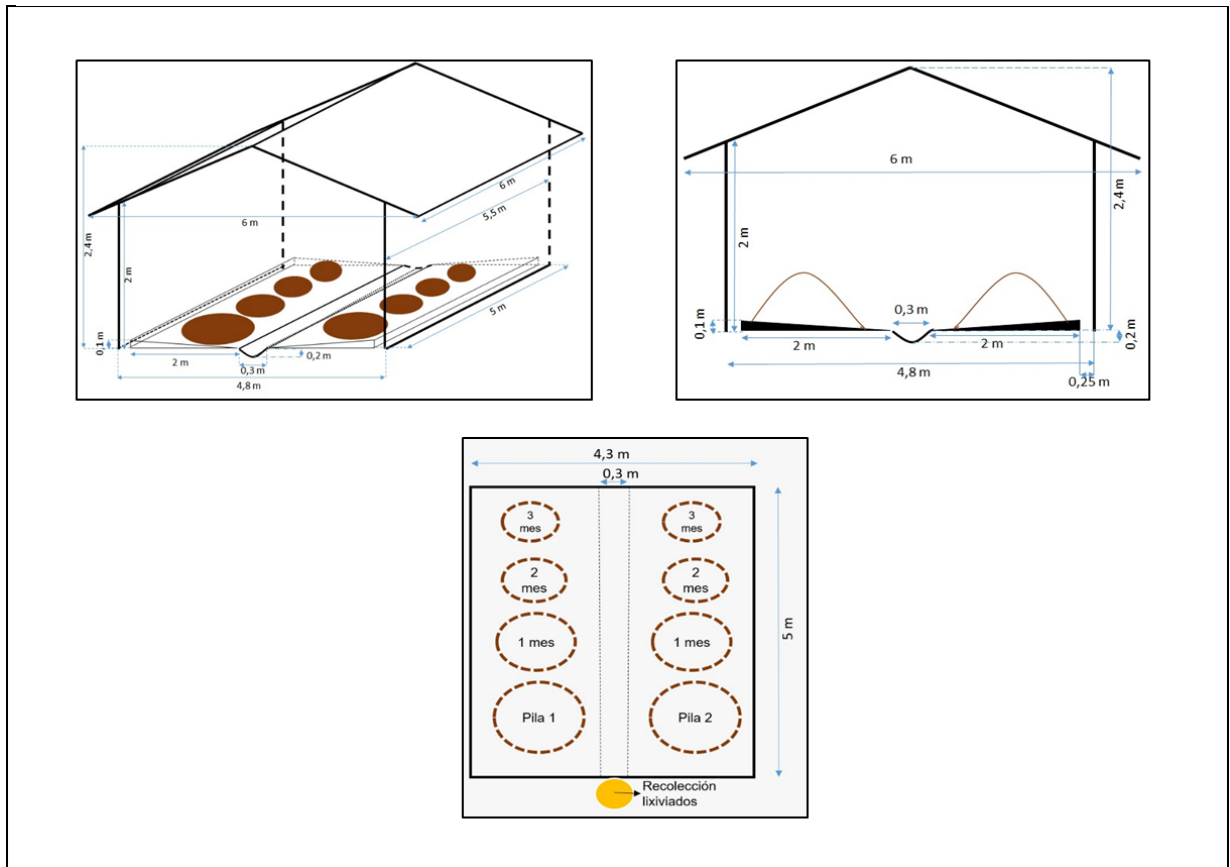 2,4 m
2m
6 m
6 m
5,5 m
5 m
0,1 m
2 m
0,3 m
0,2 m
4,8 m
6 m
2 m
2,4 m
0,1 m
0,3 m
2 m
2 m
0,2 m
4,8 m
0,25 m
4,3 m
0,3 m
3
mes
3
mes
2
mes
2
mes
1 mes
1 mes
5 m
Pila 1
Pila 2
Recolección
lixiviados